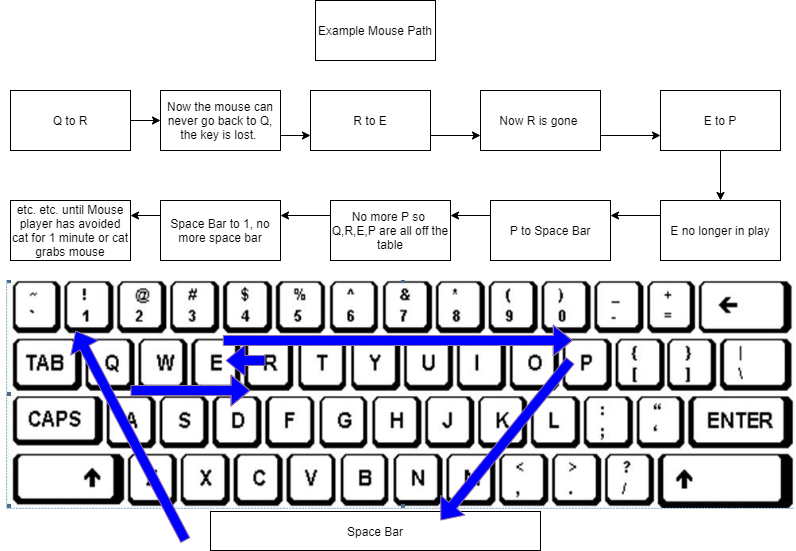 Example Mouse Path
Q to R
Now the mouse can
never go back to Q,
the key is lost.
R to E
Now R is gone
E to P
E no longer in play
P to Space Bar
No more P so
Q,R,E,P are all off the
table
Space Bar to 1, no
more space bar
etc. etc. until Mouse
player has avoided
cat for 1 minute or cat
grabs mouse
~ ! @ # $ % ^ & * ( ) _ + ←
` 1 2 3 4 5 6 7 8 9 0 - =
TAB Q W E R T Y U I O P { } |
[ ] \
CAPS A S D F G H J K L : “ ENTER
; ‘
↑ X C V B N < > ? ↑
, . /
Space Bar